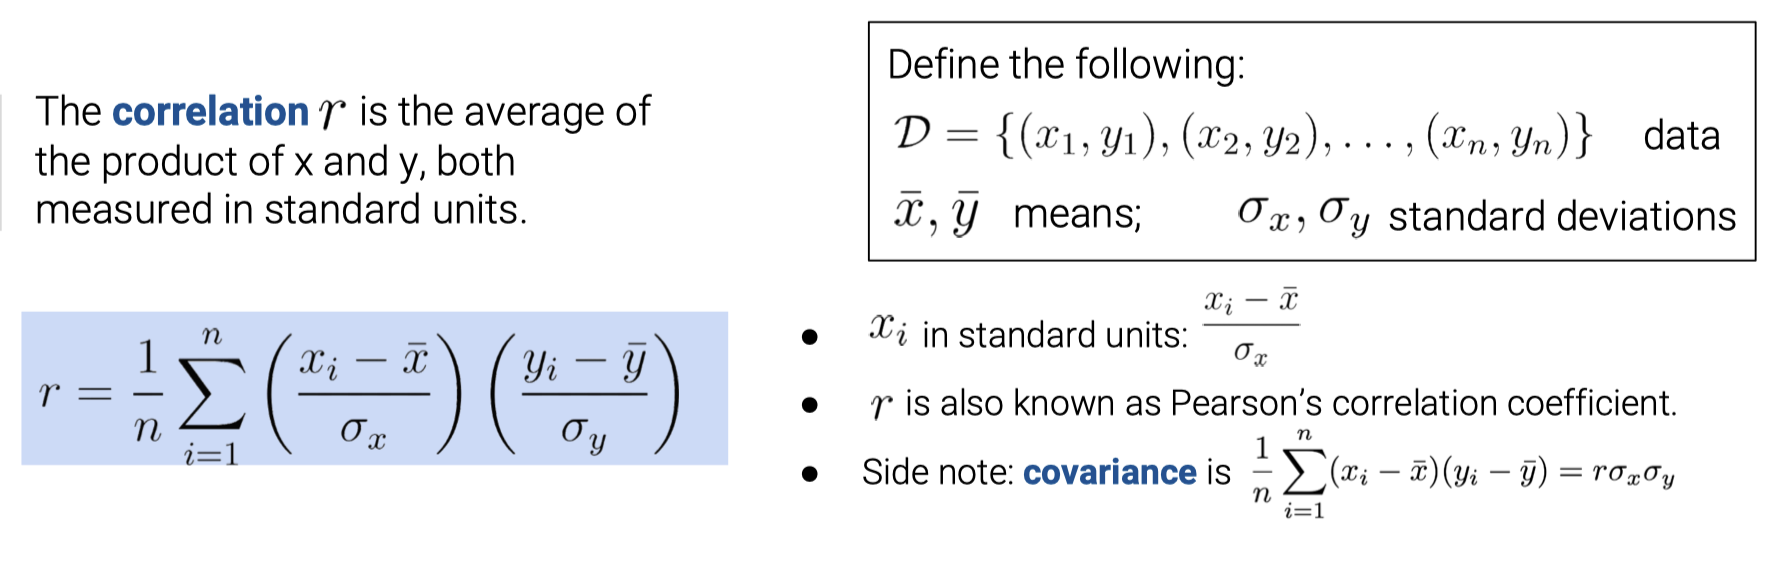 The correlation r is the average of
the product of x and y, both
measured in standard units.
r = \frac{1}{n} \sum_{i=1}^{n} \left( \frac{x_i - \bar{x}}{\sigma_x} \right) \left( \frac{y_i - \bar{y}}{\sigma_y} \right)
Define the following:
\mathcal{D} = \{(x_1, y_1), (x_2, y_2), \ldots, (x_n, y_n)\} data
\bar{x}, \bar{y} means; \sigma_x, \sigma_y standard deviations
● x_i in standard units: \frac{x_i - \bar{x}}{\sigma_x}
● r is also known as Pearson’s correlation coefficient.
● Side note: covariance is \frac{1}{n} \sum_{i=1}^{n} (x_i - \bar{x})(y_i - \bar{y}) = r\sigma_x\sigma_y